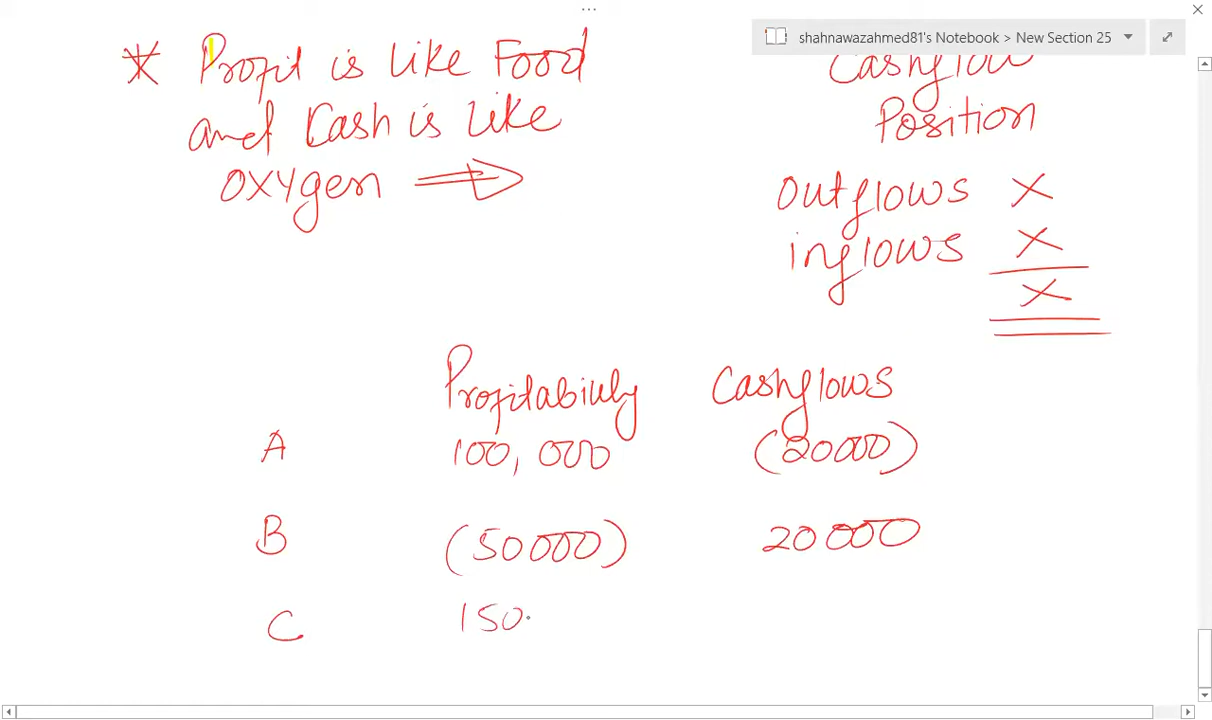 shahnawazahmed81's Notebook > New Section 25
* Profit is like Food
and Cash is like
oxygen ⇒
Cashflow
Position
outflows X
inflows X
X
Profitability Cashflows
A 100,000 (20000)
B (50000) 20000
C 150